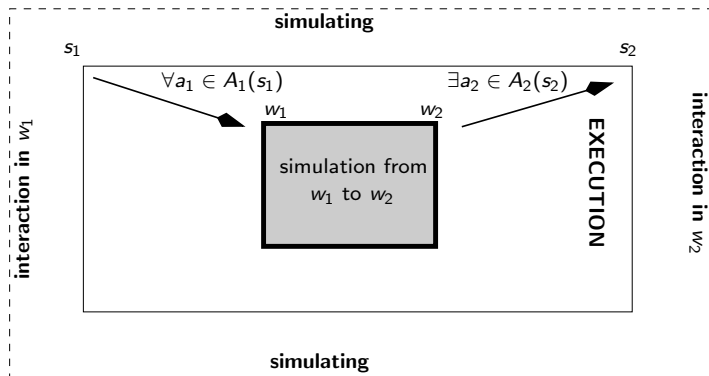 simulating
s₁
s₂
∀a₁ ∈ A₁(s₁)
∃a₂ ∈ A₂(s₂)
w₁
w₂
simulation from
w₁ to w₂
EXECUTION
interaction in w₁
interaction in w₂
simulating